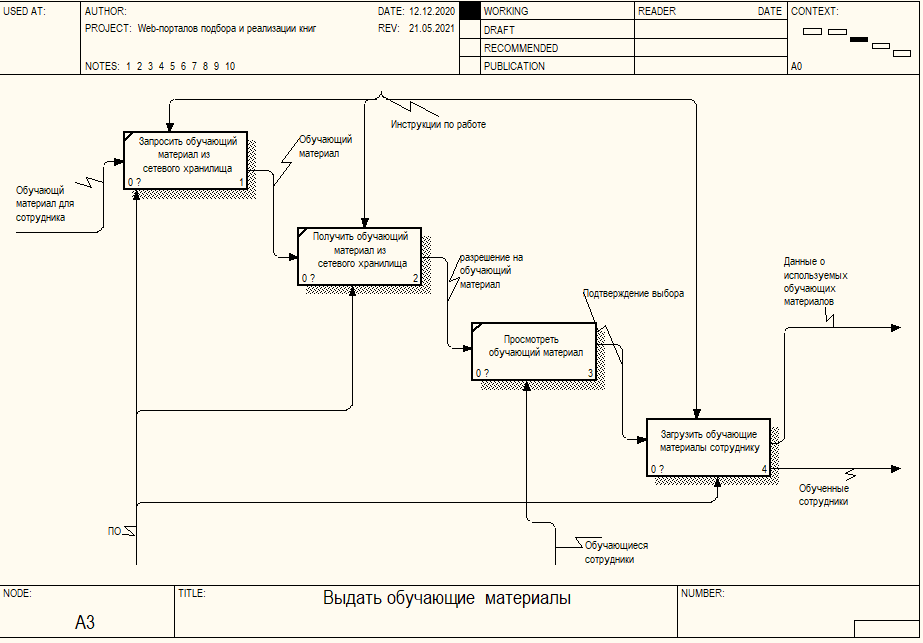 USED AT:
AUTHOR:
DATE: 12.12.2020
WORKING
READER
DATE
CONTEXT:
PROJECT: Web-порталов подбора и реализации книг
REV: 21.05.2021
DRAFT
RECOMMENDED
NOTES: 1 2 3 4 5 6 7 8 9 10
PUBLICATION
A0
Инструкции по работе
Запросить обучающий
материал из
сетевого хранилища
0 ?
1
Обучающий
материал
Обучающй
материал для
сотрудника
Получить обучающий
материал из
сетевого хранилища
0 ?
2
разрешение на
обучающий
материал
Данные о
используемых
обучающих
материалов
Подтверждение выбора
Просмотреть
обучающий материал
0 ?
3
Загрузить обучающие
материалы сотруднику
0 ?
4
Обученные
сотрудники
ПО
Обучающиеся
сотрудники
NODE:
A3
TITLE:
Выдать обучающие материалы
NUMBER: